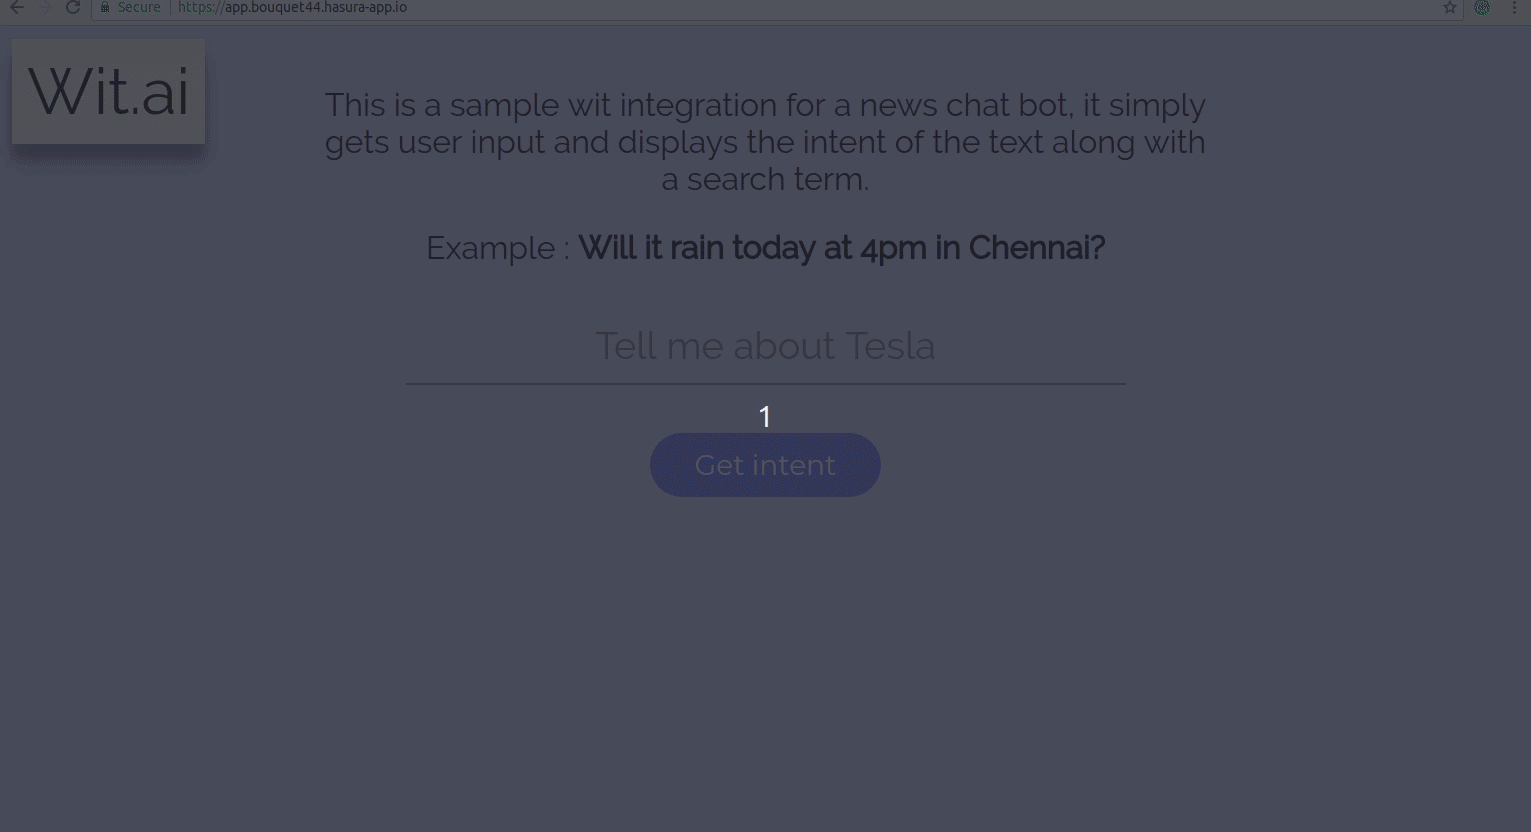 Secure https://app.bouquet44.hasura-app.io
Wit.ai
This is a sample wit integration for a news chat bot, it simply
gets user input and displays the intent of the text along with
a search term.
Example : Will it rain today at 4pm in Chennai?
Tell me about Tesla
1
Get intent